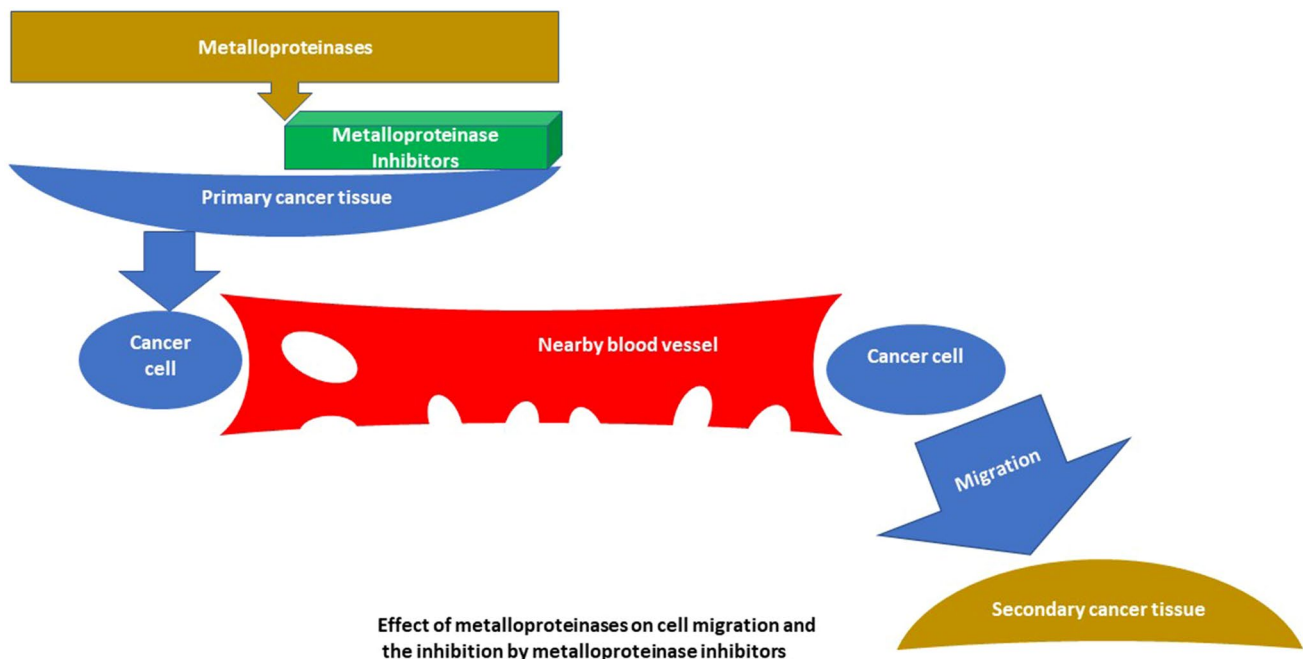 Metalloproteinases
Metalloproteinase
Inhibitors
Primary cancer tissue
Cancer
cell
Nearby blood vessel
Cancer cell
Migration
Secondary cancer tissue
Effect of metalloproteinases on cell migration and
the inhibition by metalloproteinase inhibitors